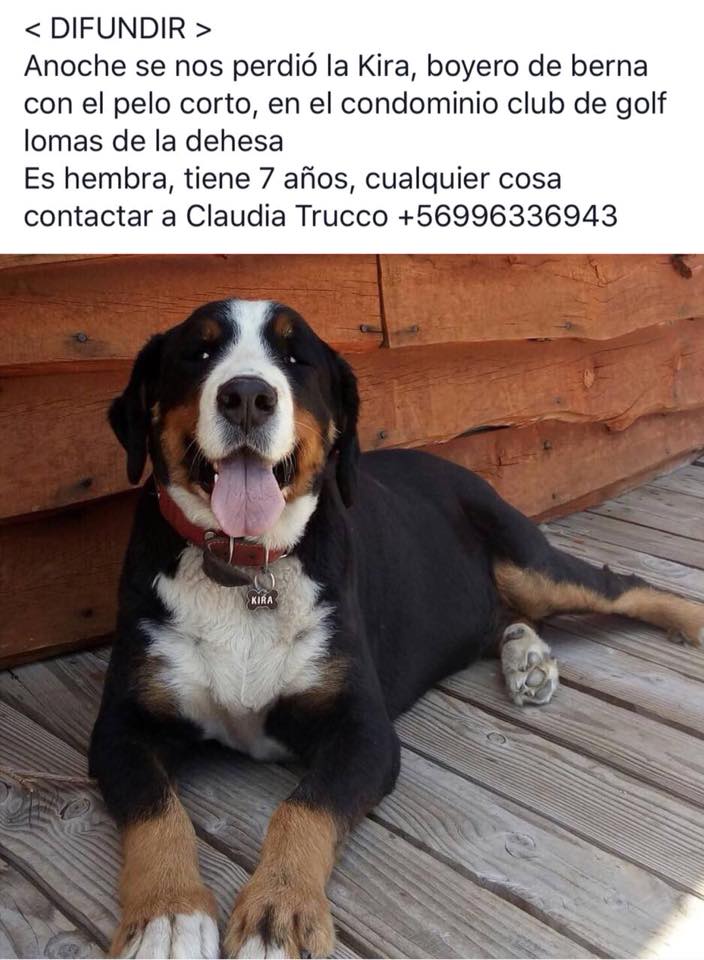 < DIFUNDIR >
Anoche se nos perdió la Kira, boyero de berna
con el pelo corto, en el condominio club de golf
lomas de la dehesa
Es hembra, tiene 7 años, cualquier cosa
contactar a Claudia Trucco +56996336943
KIRA